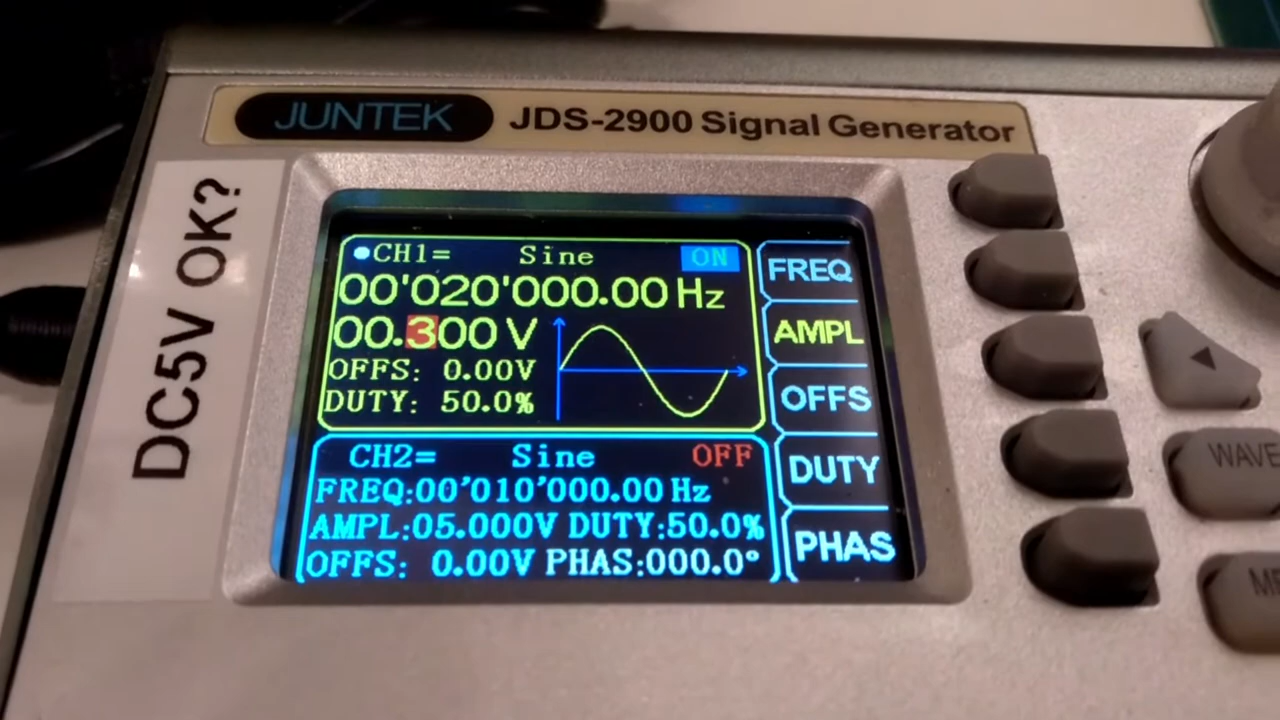 JUNTEK JDS-2900 Signal Generator
DC5V OK?
CH1= Sine ON
00'020'000.00 Hz
00.300 V
OFFS: 0.00V
DUTY: 50.0%
CH2= Sine OFF
FREQ:00'010'000.00 Hz
AMPL:05.000V DUTY:50.0%
OFFS: 0.00V PHAS:000.0°
FREQ
AMPL
OFFS
DUTY
PHAS
WAVE